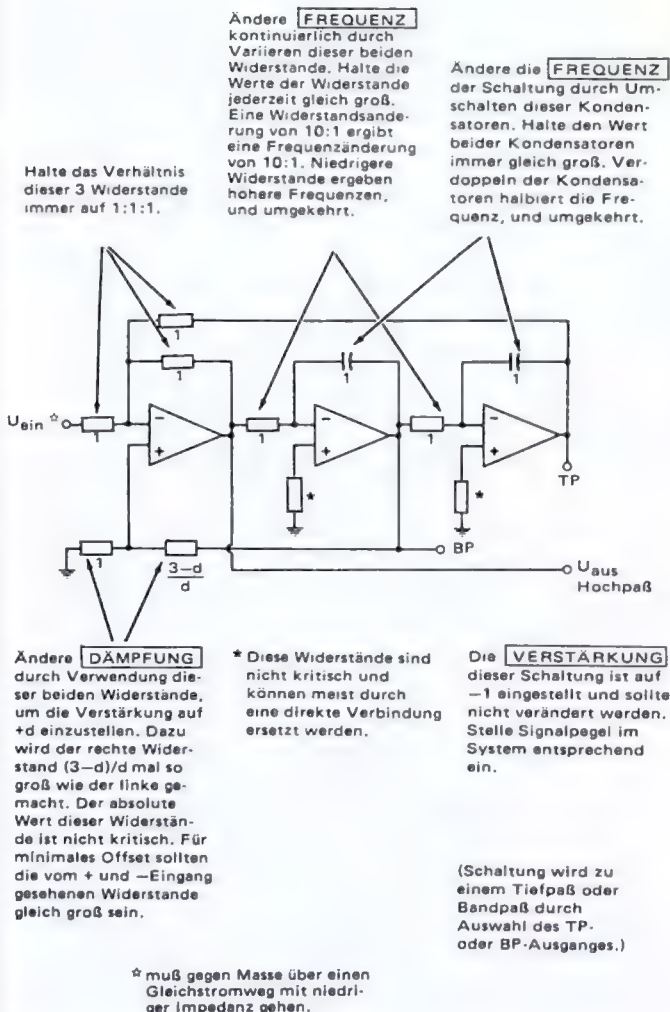 Ändere FREQUENZ
kontinuierlich durch
Variieren dieser beiden
Widerstande. Halte die
Werte der Widerstande
jederzeit gleich groß.
Eine Widerstandsande-
rung von 10:1 ergibt
eine Frequenzänderung
von 10:1. Niedrigere
Widerstande ergeben
hohere Frequenzen,
und umgekehrt.
Ändere die FREQUENZ
der Schaltung durch Um-
schalten dieser Konden-
satoren. Halte den Wert
beider Kondensatoren
immer gleich groß. Ver-
doppeln der Kondensa-
toren halbiert die Fre-
quenz, und umgekehrt.
Halte das Verhältnis
dieser 3 Widerstande
immer auf 1:1:1.
1
1
1
1
Uein ☆
1
–
+
1
–
+
1
–
+
*
*
TP
1
3–d
d
BP
Uaus
Hochpaß
Ändere DÄMPFUNG
durch Verwendung die-
ser beiden Widerstände,
um die Verstärkung auf
+d einzustellen. Dazu
wird der rechte Wider-
stand (3–d)/d mal so
groß wie der linke ge-
macht. Der absolute
Wert dieser Widerstän-
de ist nicht kritisch. Für
minimales Offset sollten
die vom + und –Eingang
gesehenen Widerstande
gleich groß sein.
* Diese Widerstände sind
nicht kritisch und
können meist durch
eine direkte Verbindung
ersetzt werden.
Die VERSTÄRKUNG
dieser Schaltung ist auf
–1 eingestellt und sollte
nicht verändert werden.
Stelle Signalpegel im
System entsprechend
ein.
(Schaltung wird zu
einem Tiefpaß oder
Bandpaß durch
Auswahl des TP-
oder BP-Ausganges.)
☆ muß gegen Masse über einen
Gleichstromweg mit niedri-
ger Impedanz gehen.